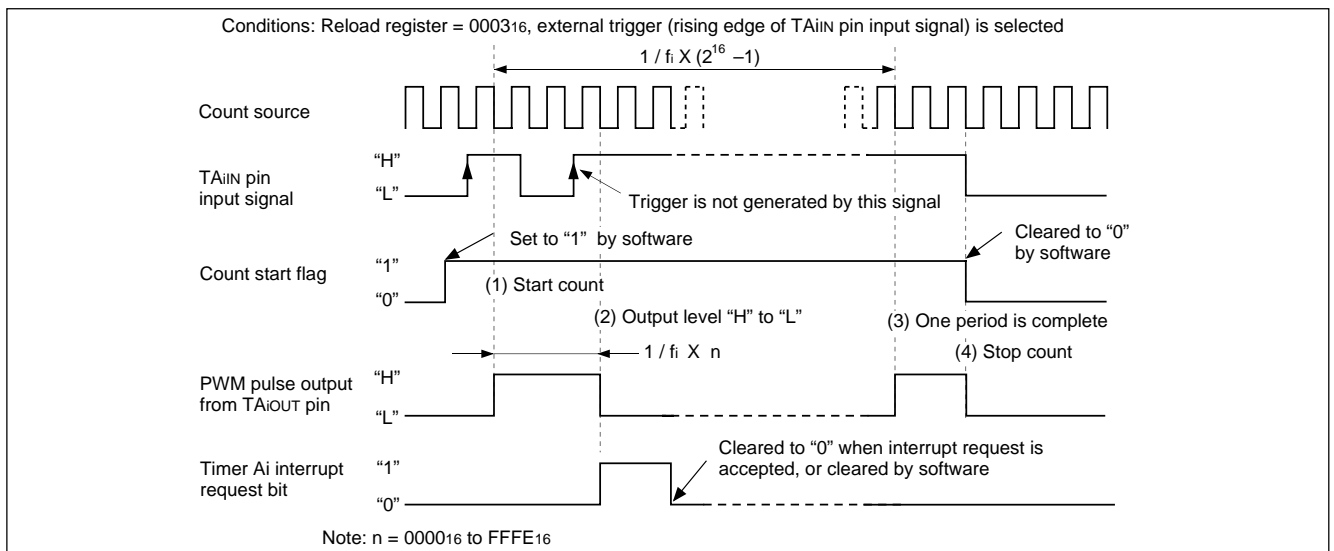 Conditions: Reload register = 000316, external trigger (rising edge of TAiIN pin input signal) is selected
1 / fi X (2^16 –1)
Count source
TAiIN pin
input signal
“H”
“L”
Trigger is not generated by this signal
Count start flag
“1”
“0”
Set to “1” by software
Cleared to “0”
by software
(1) Start count
(2) Output level “H” to “L”
(3) One period is complete
(4) Stop count
1 / fi X n
PWM pulse output
from TAiOUT pin
“H”
“L”
Timer Ai interrupt
request bit
“1”
“0”
Cleared to “0” when interrupt request is
accepted, or cleared by software
Note: n = 000016 to FFFE16